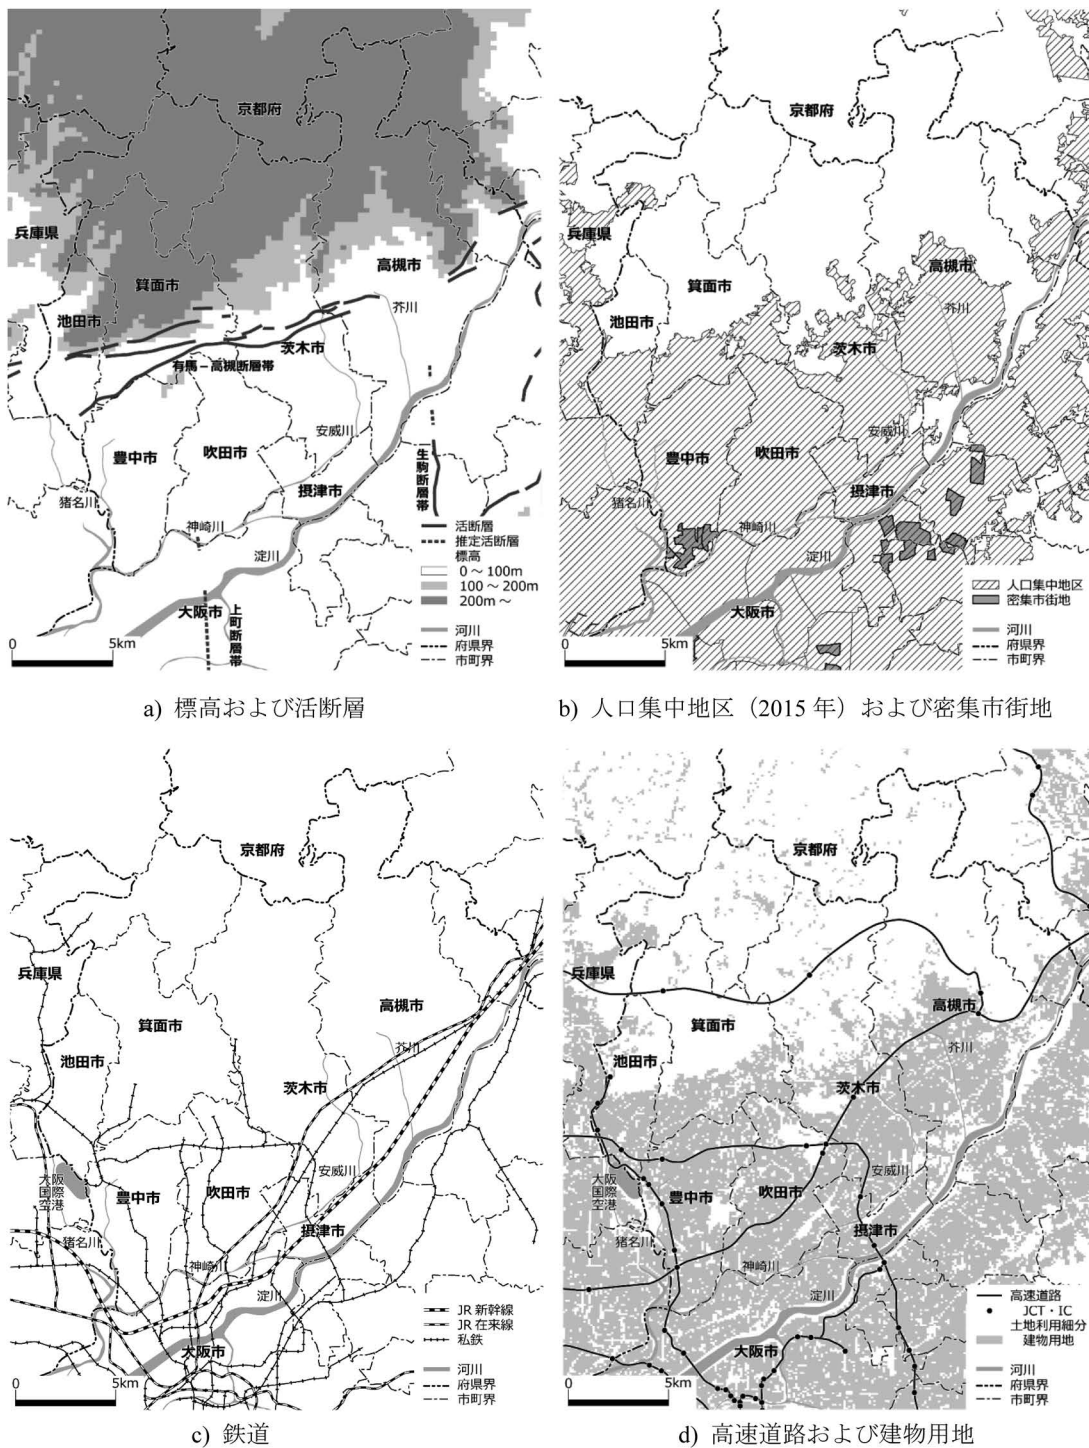 京都府
兵庫県
高槻市
箕面市
池田市
芥川
茨木市
有馬－高槻断層帯
安威川
豊中市
吹田市
生駒断層帯
摂津市
猪名川
神崎川
淀川
大阪市
上町断層帯
活断層
推定活断層
標高
0 ～ 100m
100 ～ 200m
200m ～
河川
府県界
市町界
0
5km
a) 標高および活断層
京都府
兵庫県
高槻市
箕面市
芥川
池田市
茨木市
安威川
豊中市
吹田市
摂津市
猪名川
神崎川
淀川
大阪市
人口集中地区
密集市街地
河川
府県界
市町界
0
5km
b) 人口集中地区（2015 年）および密集市街地
京都府
兵庫県
高槻市
箕面市
芥川
池田市
茨木市
安威川
大阪
国際
空港
豊中市
吹田市
摂津市
猪名川
神崎川
淀川
大阪市
JR 新幹線
JR 在来線
私鉄
河川
府県界
市町界
0
5km
c) 鉄道
京都府
兵庫県
高槻市
箕面市
芥川
池田市
茨木市
安威川
大阪
国際
空港
豊中市
吹田市
摂津市
猪名川
神崎川
淀川
大阪市
高速道路
JCT・IC
土地利用細分
建物用地
河川
府県界
市町界
0
5km
d) 高速道路および建物用地